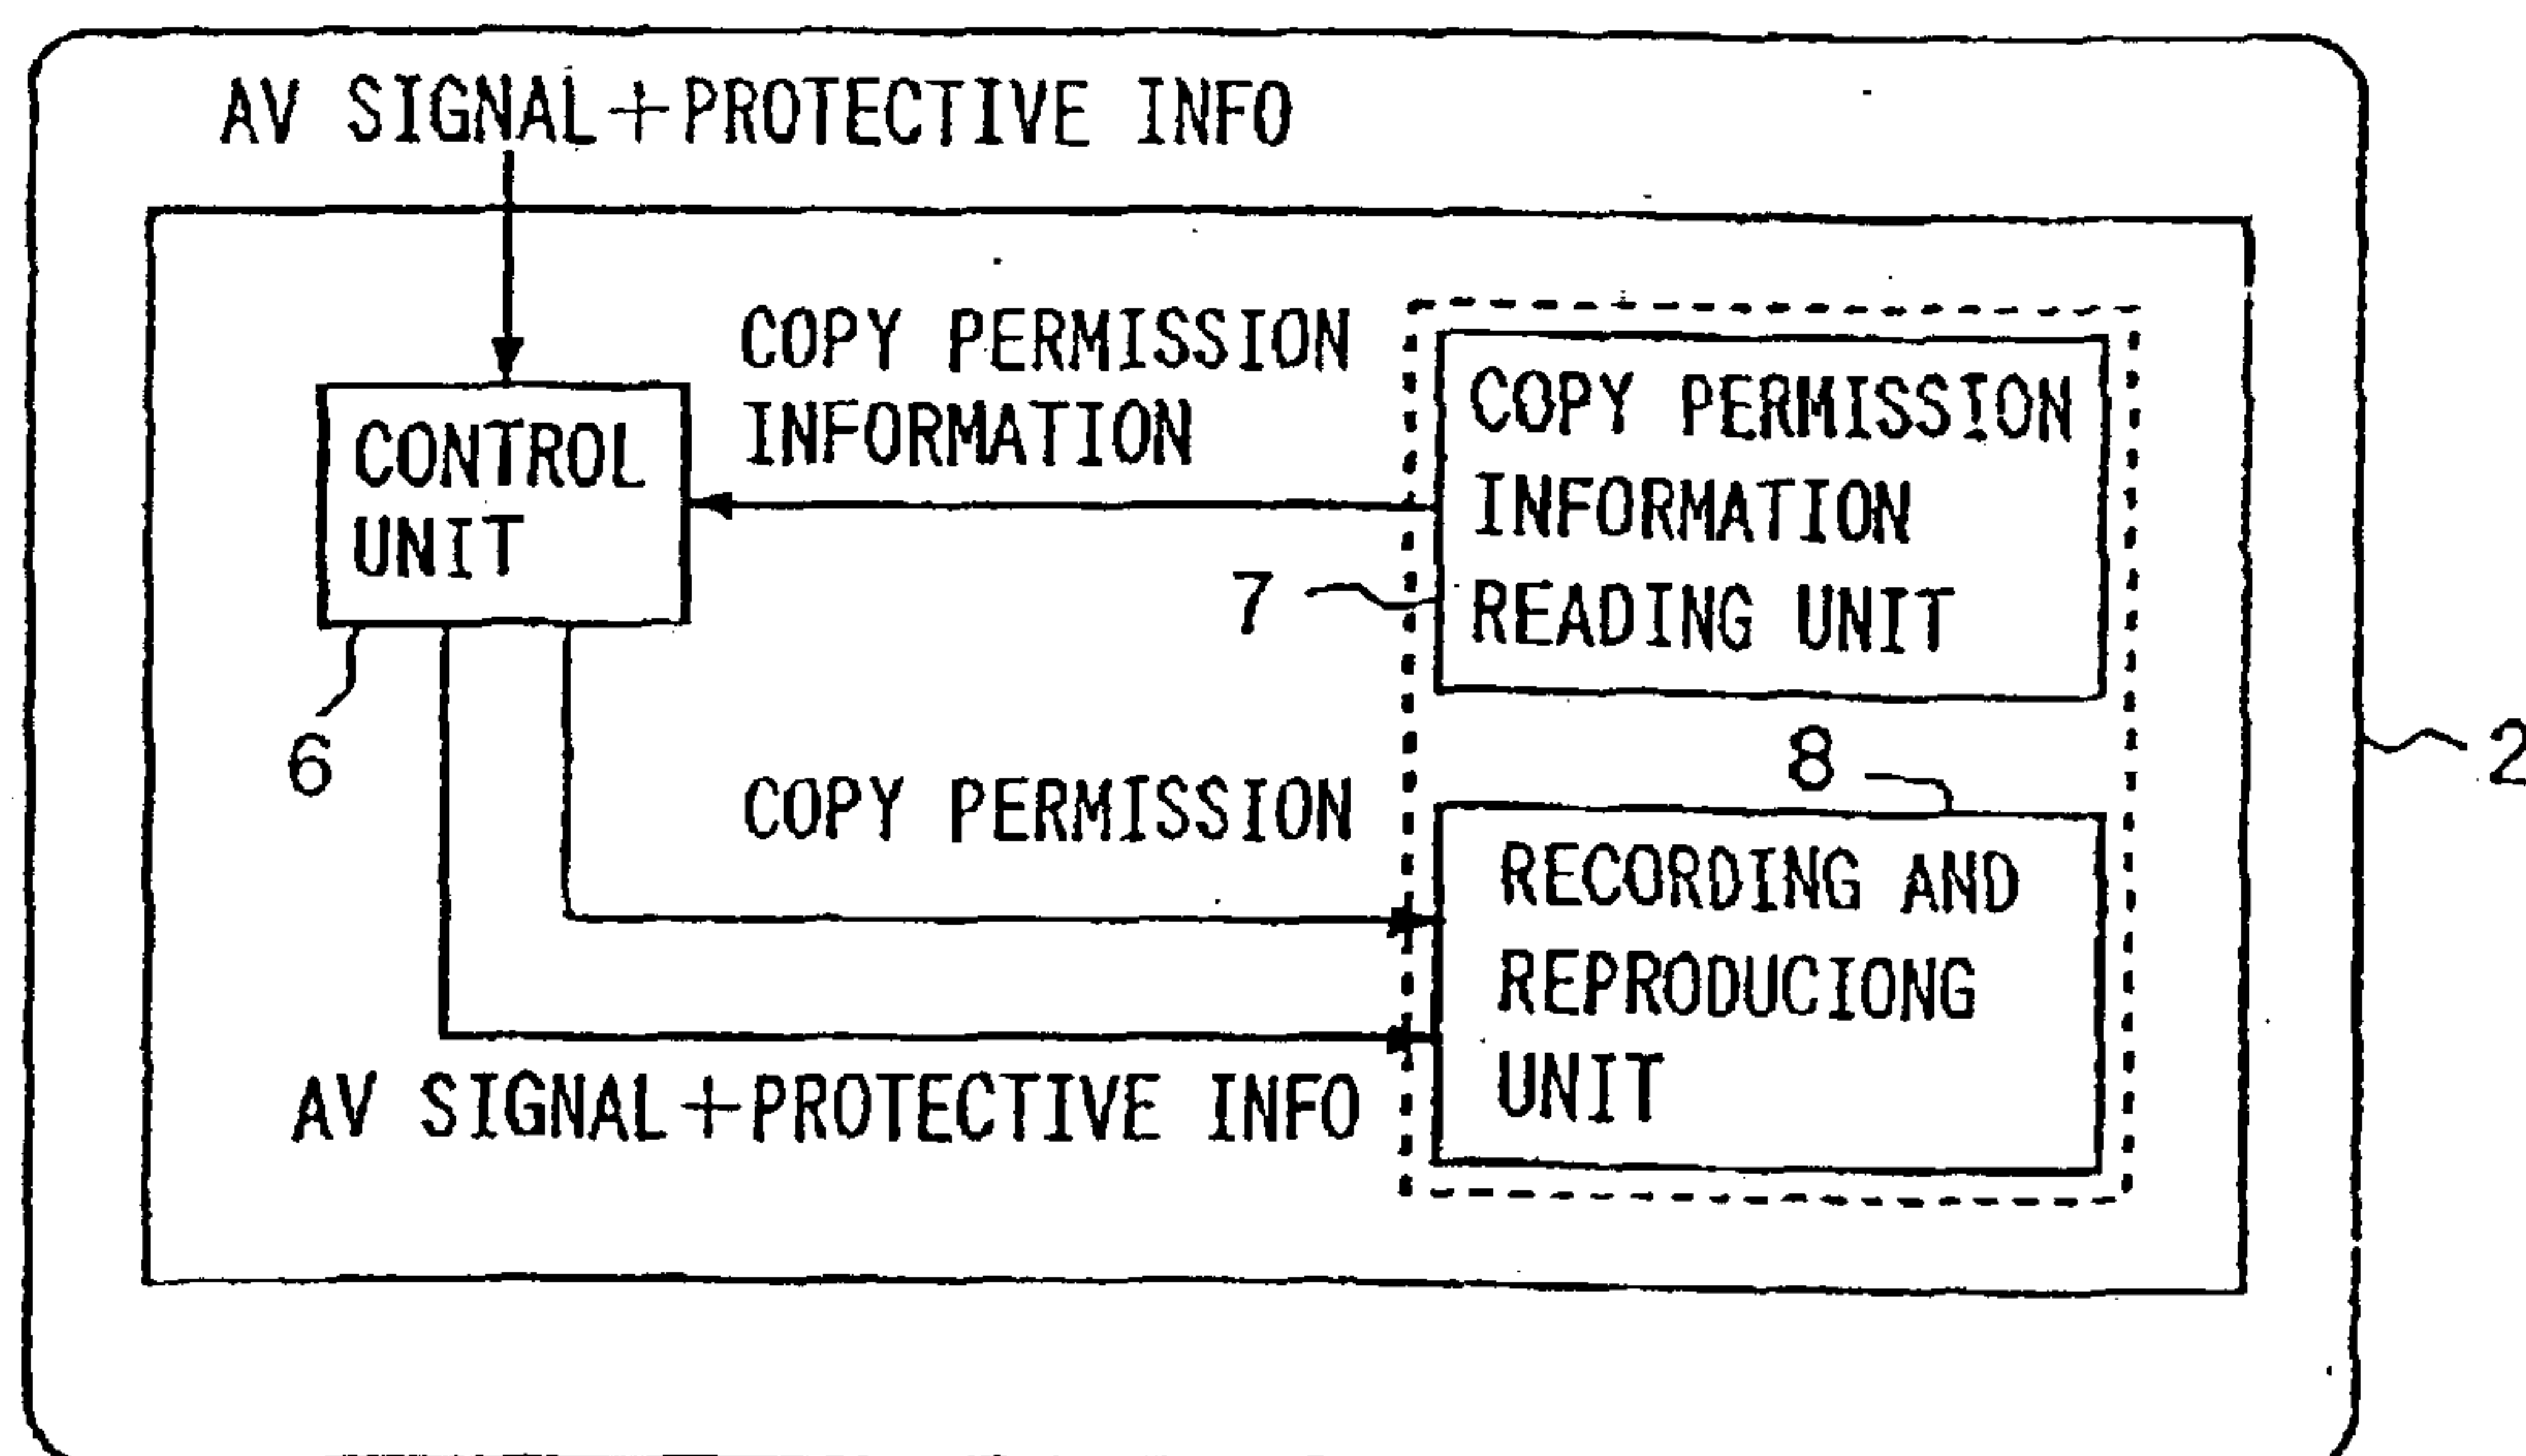 AV SIGNAL+PROTECTIVE INFO
COPY PERMISSION
INFORMATION
CONTROL
UNIT
COPY PERMISSION
INFORMATION
READING UNIT
7
6
2
8
COPY PERMISSION
RECORDING AND
REPRODUCIONG
UNIT
AV SIGNAL+PROTECTIVE INFO